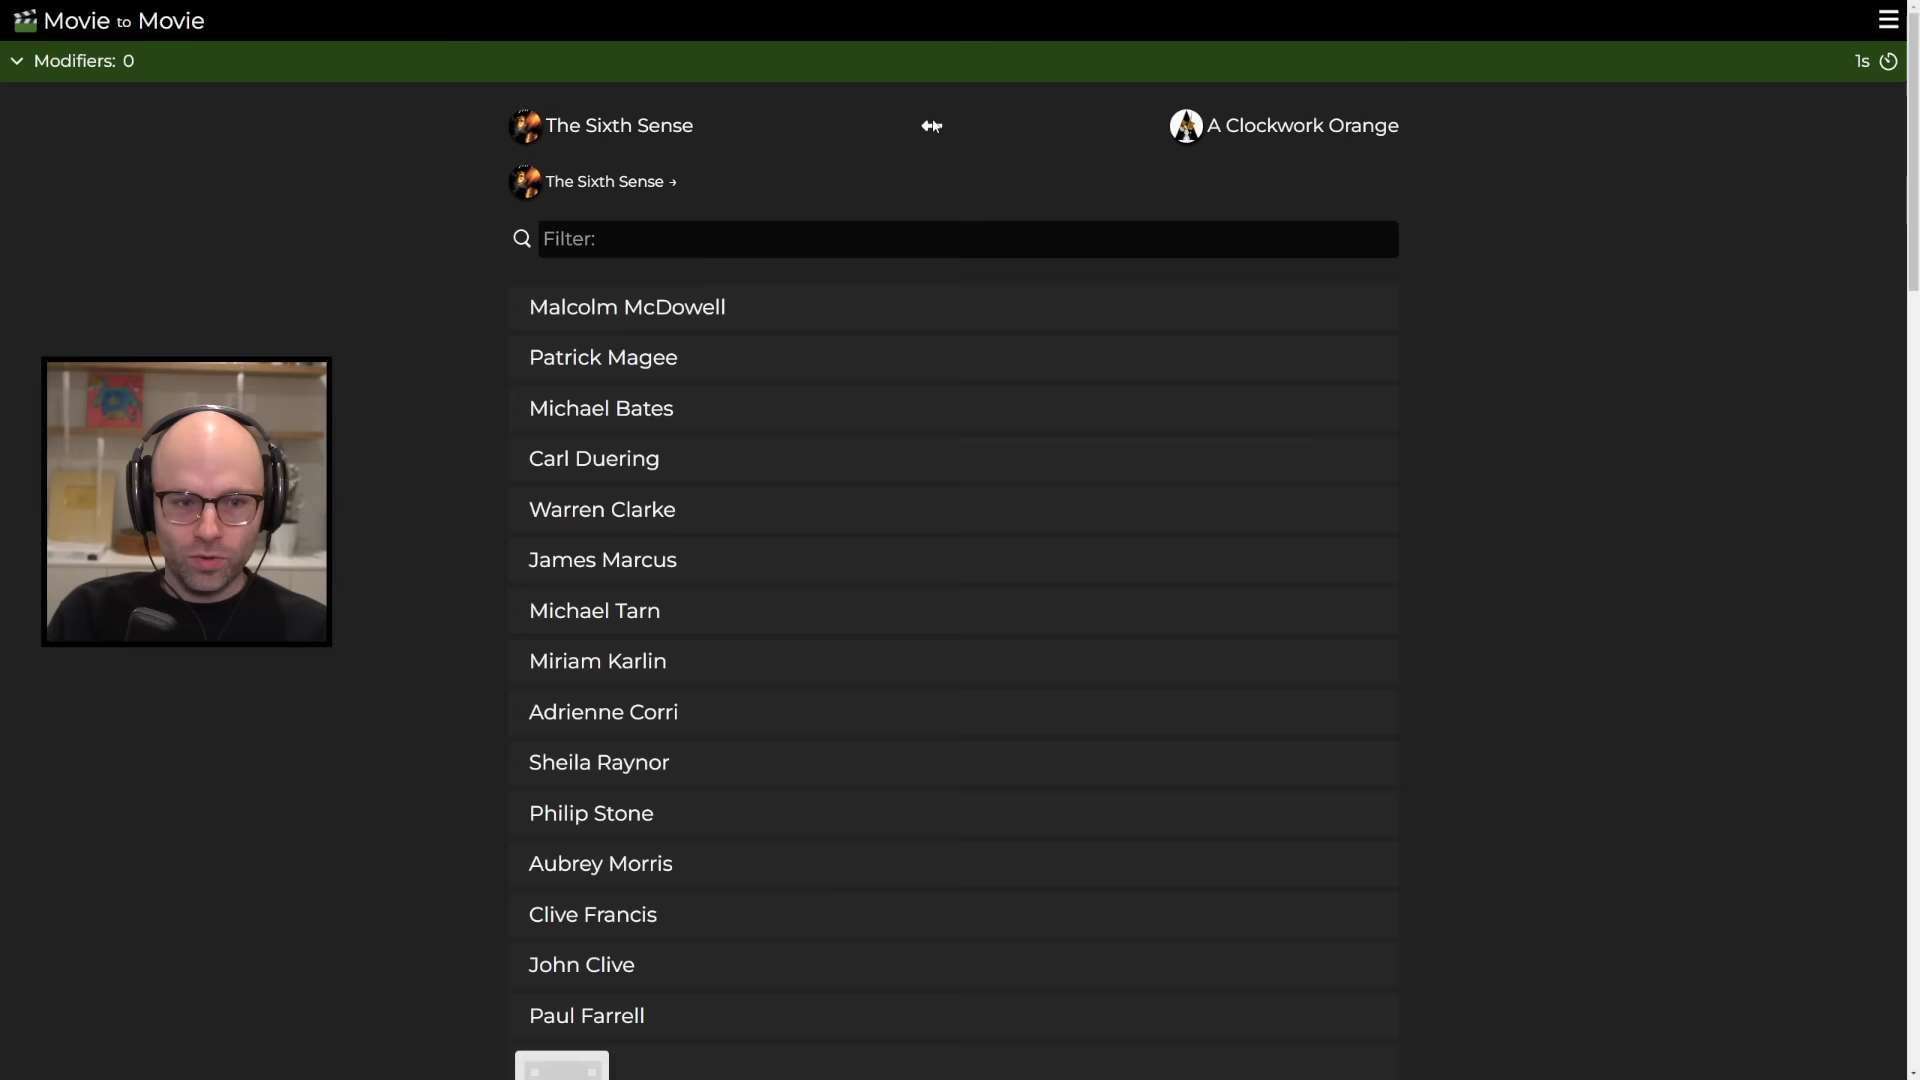 Movie to Movie
Modifiers: 0
1s
The Sixth Sense
A Clockwork Orange
The Sixth Sense →
Filter:
Malcolm McDowell
Patrick Magee
Michael Bates
Carl Duering
Warren Clarke
James Marcus
Michael Tarn
Miriam Karlin
Adrienne Corri
Sheila Raynor
Philip Stone
Aubrey Morris
Clive Francis
John Clive
Paul Farrell